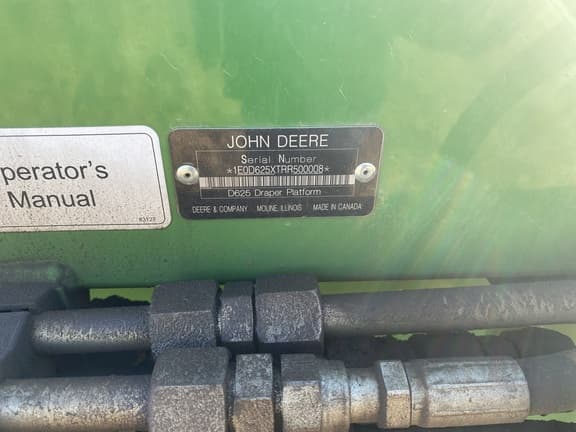 perator's
Manual
JOHN DEERE
Serial Number
*1E0D625XTRR500008*
D625 Draper Platform
DEERE & COMPANY MOLINE, ILLINOIS MADE IN CANADA